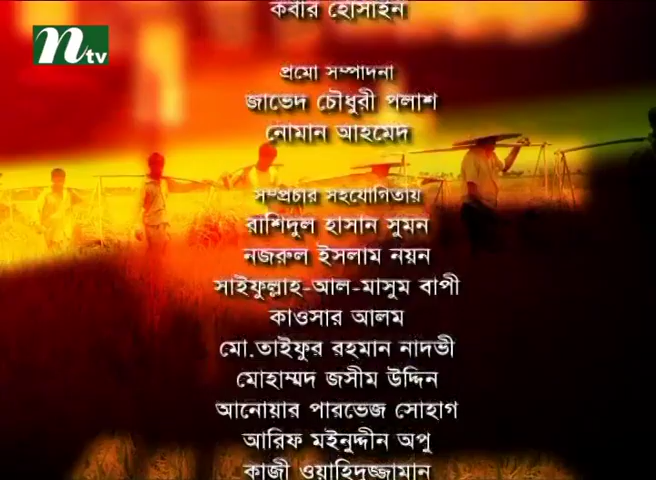 কবার হোসাইন
ntv
প্রমো সম্পাদনা
জাভেদ চৌধুরী পলাশ
নোমান আহমেদ
সম্প্রচার সহযোগিতায়
রাশিদুল হাসান সুমন
নজরুল ইসলাম নয়ন
সাইফুল্লাহ-আল-মাসুম বাপী
কাওসার আলম
মো.তাইফুর রহমান নাদভী
মোহাম্মদ জসীম উদ্দিন
আনোয়ার পারভেজ সোহাগ
আরিফ মইনুদ্দীন অপু
কাজী ওয়াহিদুজ্জামান